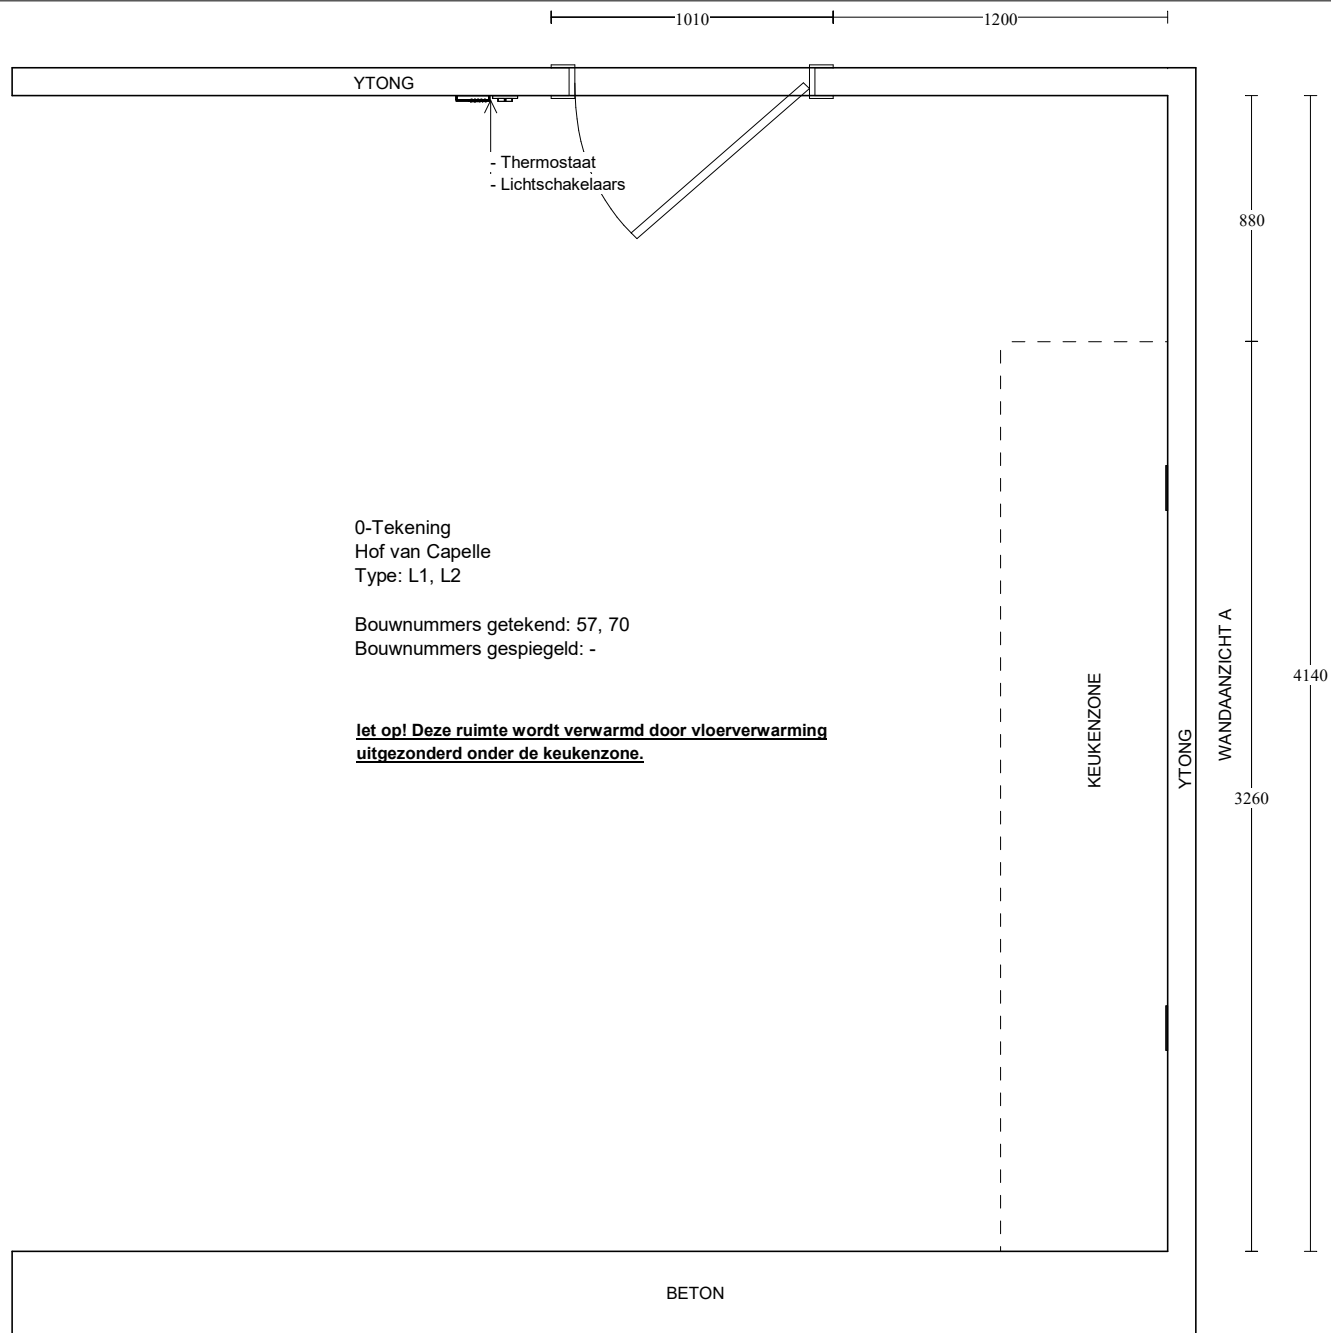 1010
1200
YTONG
- Thermostaat
- Lichtschakelaars
880
0-Tekening
Hof van Capelle
Type: L1, L2
Bouwnummers getekend: 57, 70
Bouwnummers gespiegeld: -
let op! Deze ruimte wordt verwarmd door vloerverwarming
uitgezonderd onder de keukenzone.
KEUKENZONE
YTONG
WANDAANZICHT A
4140
3260
BETON